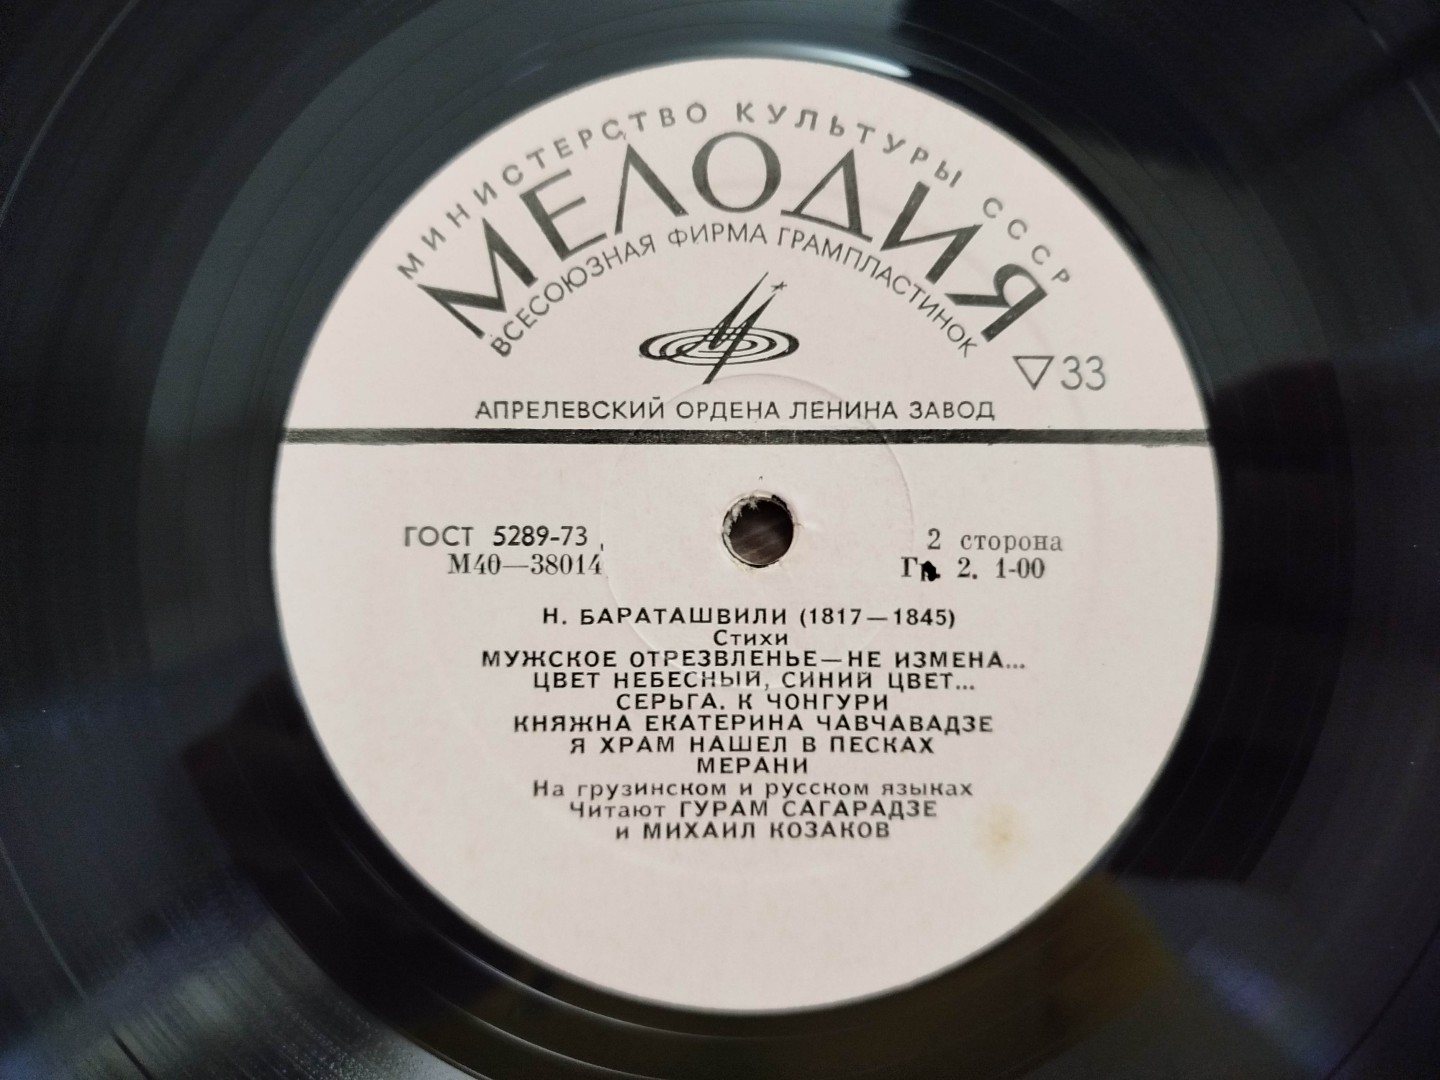 МИНИСТЕРСТВО КУЛЬТУРЫ СССР
МЕЛОДИЯ
ВСЕСОЮЗНАЯ ФИРМА ГРАМПЛАСТИНОК
▽33
АПРЕЛЕВСКИЙ ОРДЕНА ЛЕНИНА ЗАВОД
ГОСТ 5289-73
2 сторона
М40—38014
Гр. 2. 1-00
Н. БАРАТАШВИЛИ (1817—1845)
Стихи
МУЖСКОЕ ОТРЕЗВЛЕНЬЕ—НЕ ИЗМЕНА...
ЦВЕТ НЕБЕСНЫЙ, СИНИЙ ЦВЕТ...
СЕРЬГА. К ЧОНГУРИ
КНЯЖНА ЕКАТЕРИНА ЧАВЧАВАДЗЕ
Я ХРАМ НАШЕЛ В ПЕСКАХ
МЕРАНИ
На грузинском и русском языках
Читают ГУРАМ САГАРАДЗЕ
и МИХАИЛ КОЗАКОВ